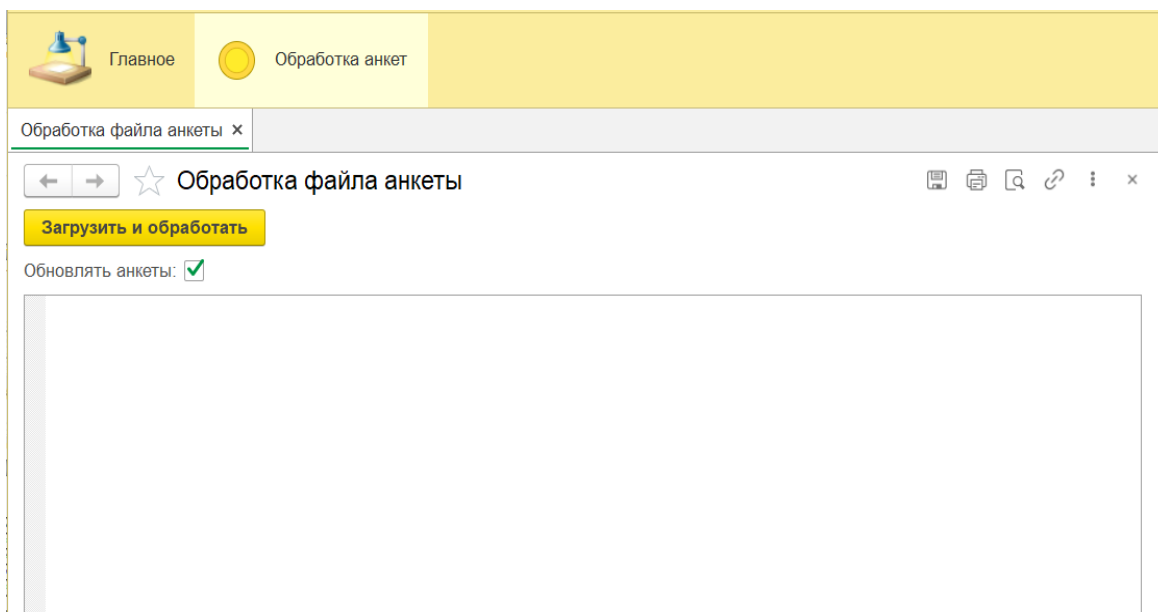 Главное
Обработка анкет
Обработка файла анкеты
Обработка файла анкеты
Загрузить и обработать
Обновлять анкеты: